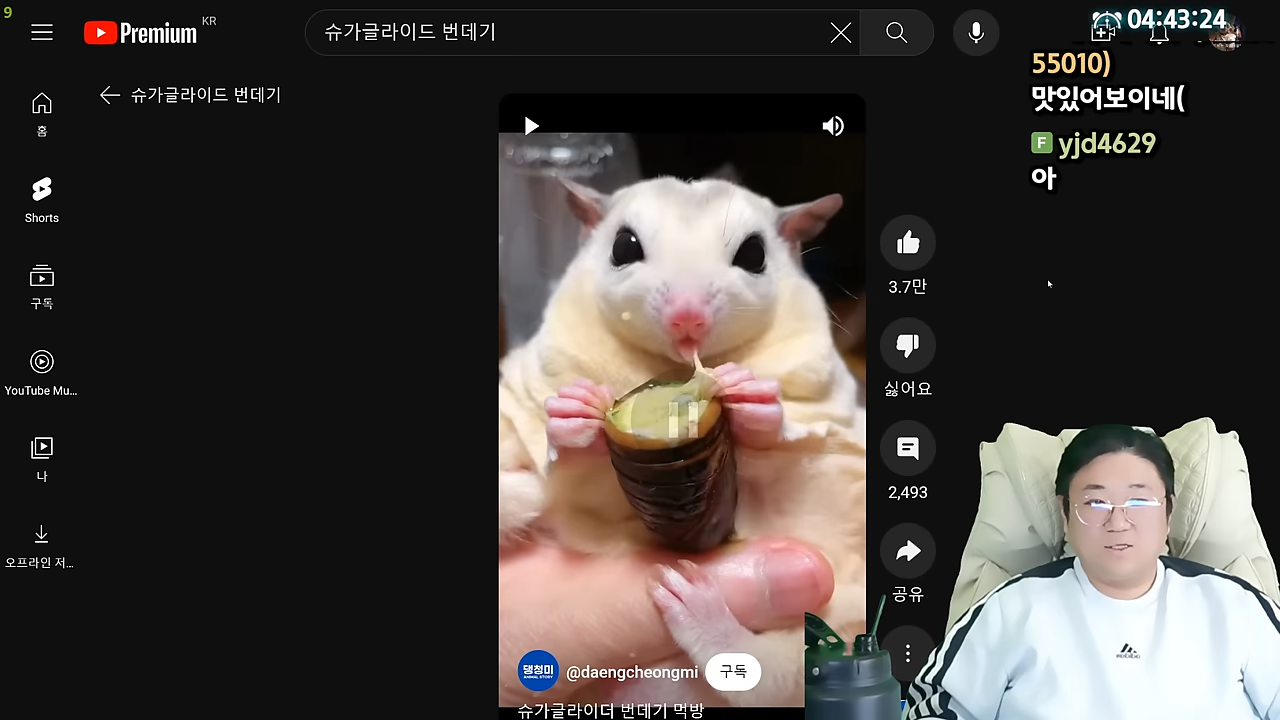 9
Premium KR
슈가글라이드 번데기
04:43:24
슈가글라이드 번데기
55010)
맛있어보이네(
F yjd4629
아
홈
Shorts
구독
YouTube Mu...
나
오프라인 저...
3.7만
싫어요
2,493
공유
댕청미
ANIMAL STORY
@daengcheongmi
구독
슈가글라이더 번데기 먹방